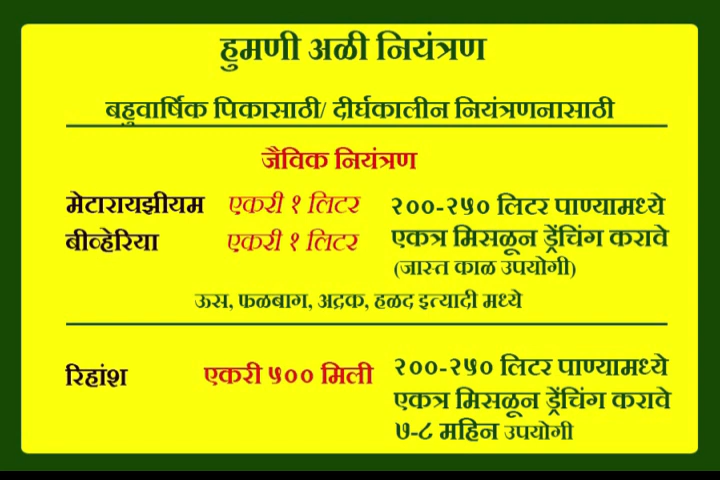 हुमणी अळी नियंत्रण
बहुवार्षिक पिकासाठी/ दीर्घकालीन नियंत्रणनासाठी
जैविक नियंत्रण
मेटारायझीयम एकरी १ लिटर २००-२५० लिटर पाण्यामध्ये
बीव्हेरिया एकरी १ लिटर एकत्र मिसळून ड्रेंचिंग करावे
(जास्त काळ उपयोगी)
ऊस, फळबाग, अद्रक, हळद इत्यादी मध्ये
रिहांश एकरी ५०० मिली २००-२५० लिटर पाण्यामध्ये
एकत्र मिसळून ड्रेंचिंग करावे
७-८ महिन उपयोगी